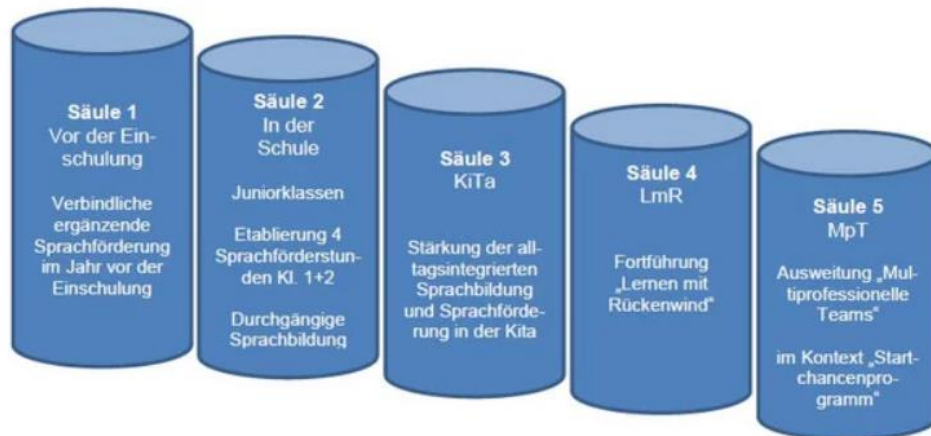 Säule 1
Vor der Ein-
schulung
Verbindliche
ergänzende
Sprachförderung
im Jahr vor der
Einschulung
Säule 2
In der
Schule
Juniorklassen
Etablierung 4
Sprachförderstun-
den Kl. 1+2
Durchgängige
Sprachbildung
Säule 3
KiTa
Stärkung der all-
tagsintegrierten
Sprachbildung
und Sprachförde-
rung in der Kita
Säule 4
LmR
Fortführung
„Lernen mit
Rückenwind“
Säule 5
MpT
Ausweitung „Mul-
tiprofessionelle
Teams“
im Kontext „Start-
chancenpro-
gramm“